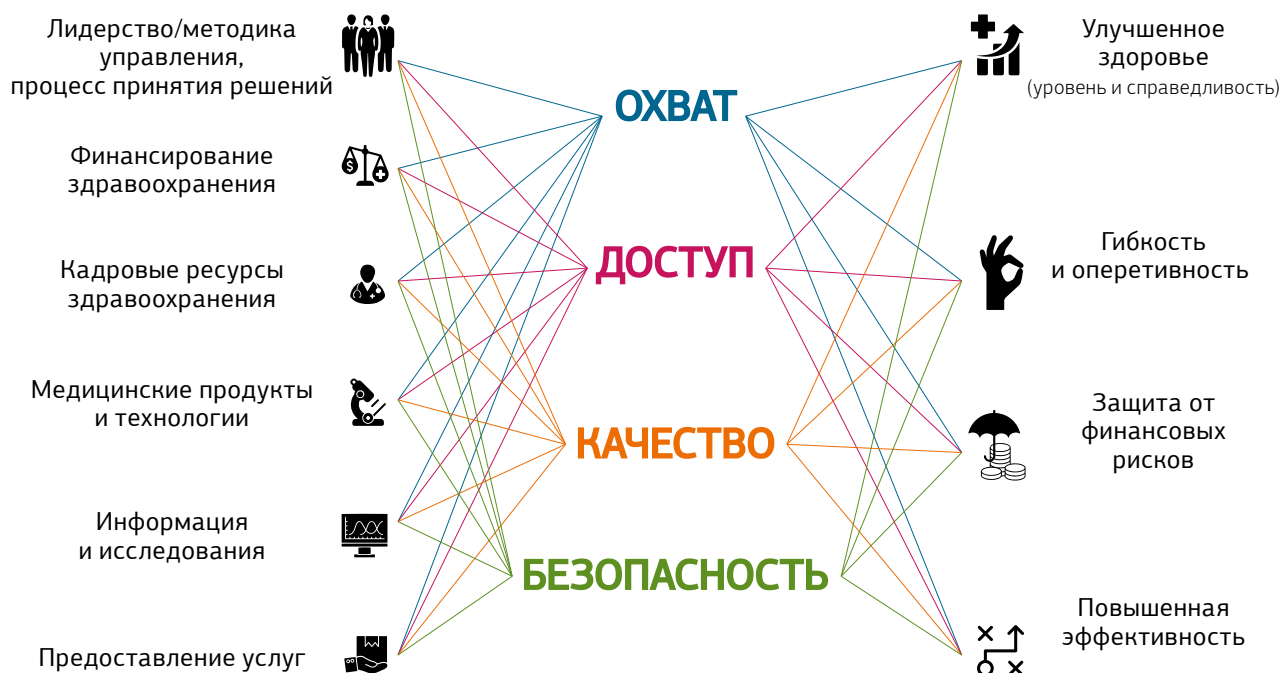 Лидерство/методика
управления,
процесс принятия решений
Финансирование
здравоохранения
Кадровые ресурсы
здравоохранения
Медицинские продукты
и технологии
Информация
и исследования
Предоставление услуг
ОХВАТ
ДОСТУП
КАЧЕСТВО
БЕЗОПАСНОСТЬ
Улучшенное
здоровье
(уровень и справедливость)
Гибкость
и оперетивность
Защита от
финансовых
рисков
Повышенная
эффективность